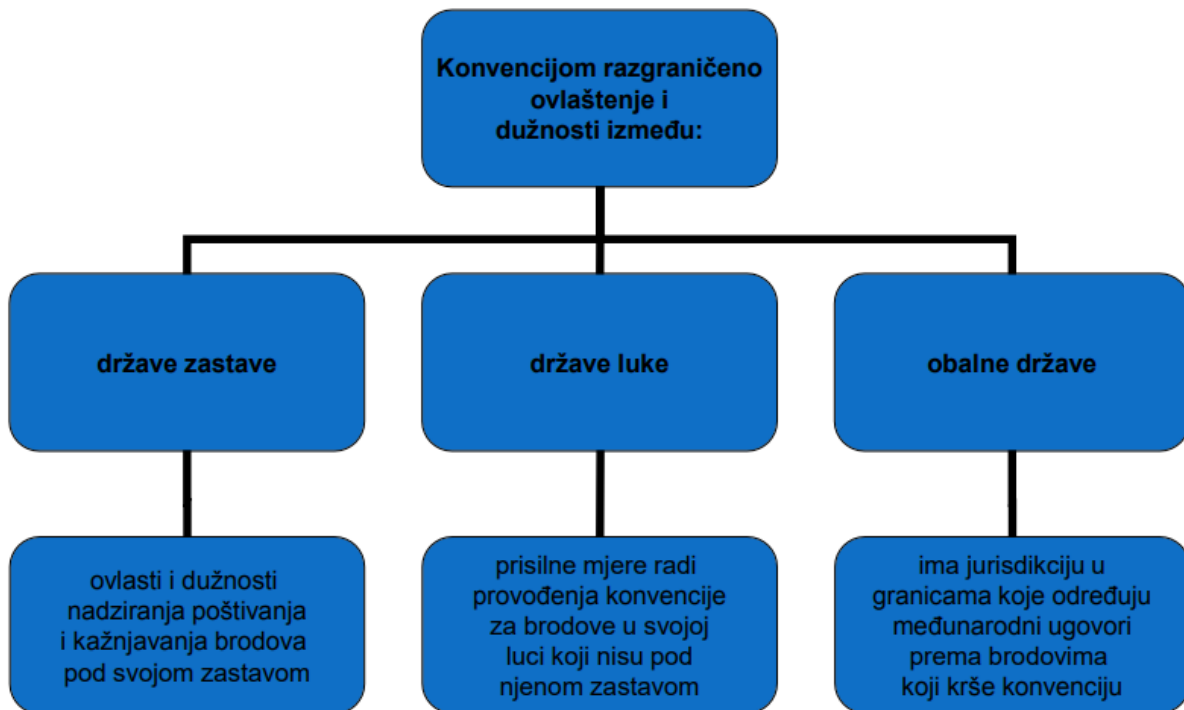 Konvencijom razgraničeno
ovlaštenje i
dužnosti između:
države zastave
države luke
obalne države
ovlasti i dužnosti
nadziranja poštivanja
i kažnjavanja brodova
pod svojom zastavom
prisilne mjere radi
provođenja konvencije
za brodove u svojoj
luci koji nisu pod
njenom zastavom
ima jurisdikciju u
granicama koje određuju
međunarodni ugovori
prema brodovima
koji krše konvenciju